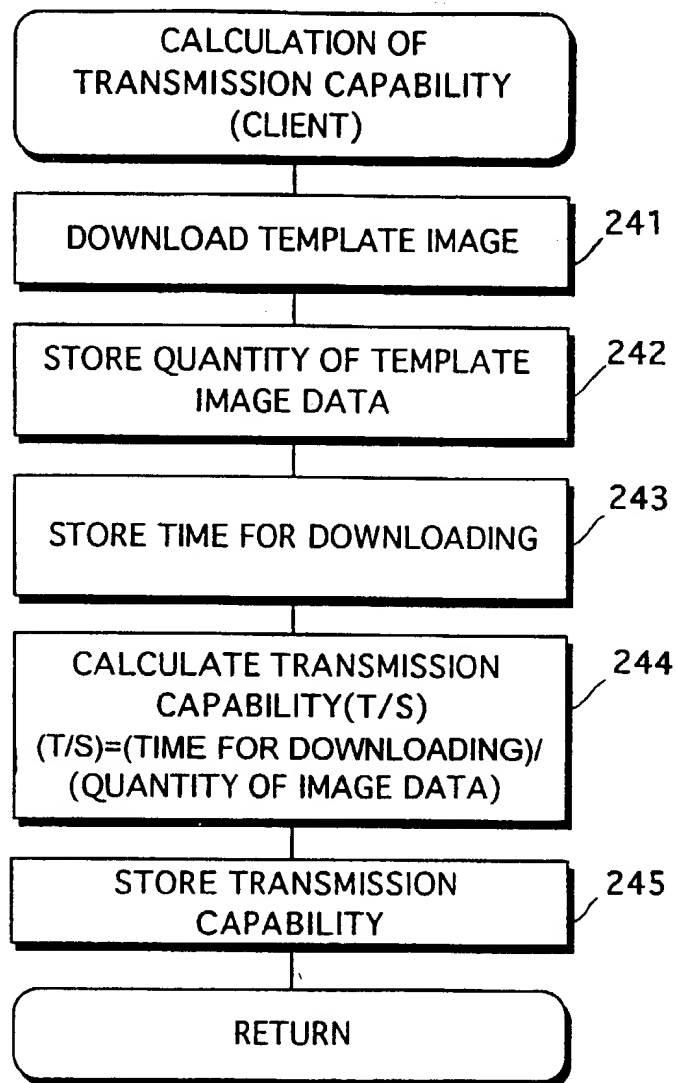 CALCULATION OF
TRANSMISSION CAPABILITY
(CLIENT)
DOWNLOAD TEMPLATE IMAGE
241
STORE QUANTITY OF TEMPLATE
IMAGE DATA
242
STORE TIME FOR DOWNLOADING
243
CALCULATE TRANSMISSION
CAPABILITY(T/S)
(T/S)=(TIME FOR DOWNLOADING)/
(QUANTITY OF IMAGE DATA)
244
STORE TRANSMISSION
CAPABILITY
245
RETURN